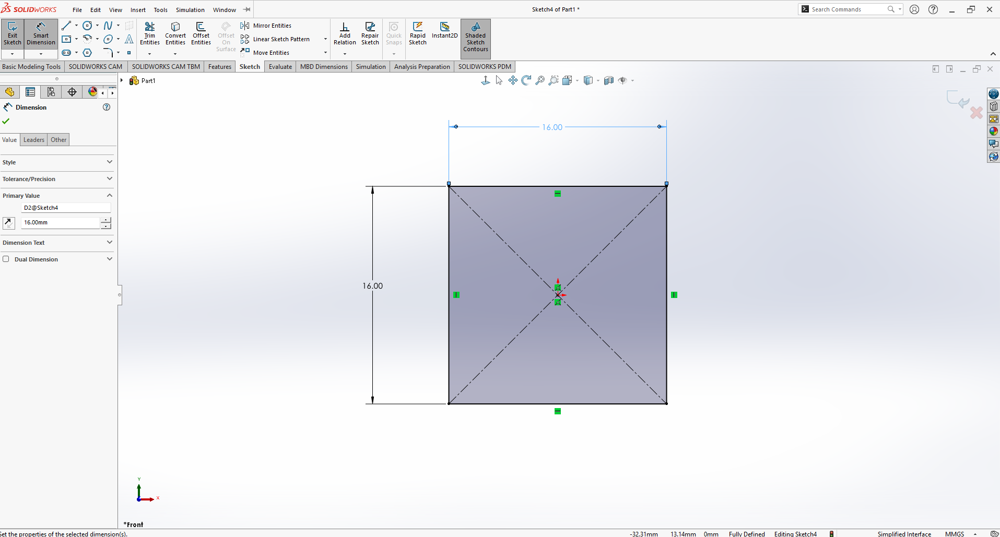 SOLIDWORKS File Edit View Insert Tools Simulation Window Sketch4 of Part1 * Search Commands
Exit Sketch
Smart Dimension
Trim Entities
Convert Entities
Offset Entities
Offset On Surface
Mirror Entities
Linear Sketch Pattern
Move Entities
Add Relation
Repair Sketch
Quick Snaps
Rapid Sketch
Instant2D
Shaded Sketch Contours
Basic Modeling Tools SOLIDWORKS CAM SOLIDWORKS CAM TBM Features Sketch Evaluate MBD Dimensions Simulation Analysis Preparation SOLIDWORKS PDM
Part1
Dimension
Value Leaders Other
Style
Tolerance/Precision
Primary Value
D2@Sketch4
16.00mm
Dimension Text
Dual Dimension
16.00
16.00
Y
X
*Front
Set the properties of the selected dimension(s). -32.31mm 13.14mm 0mm Fully Defined Editing Sketch4 Simplified Interface MMGS